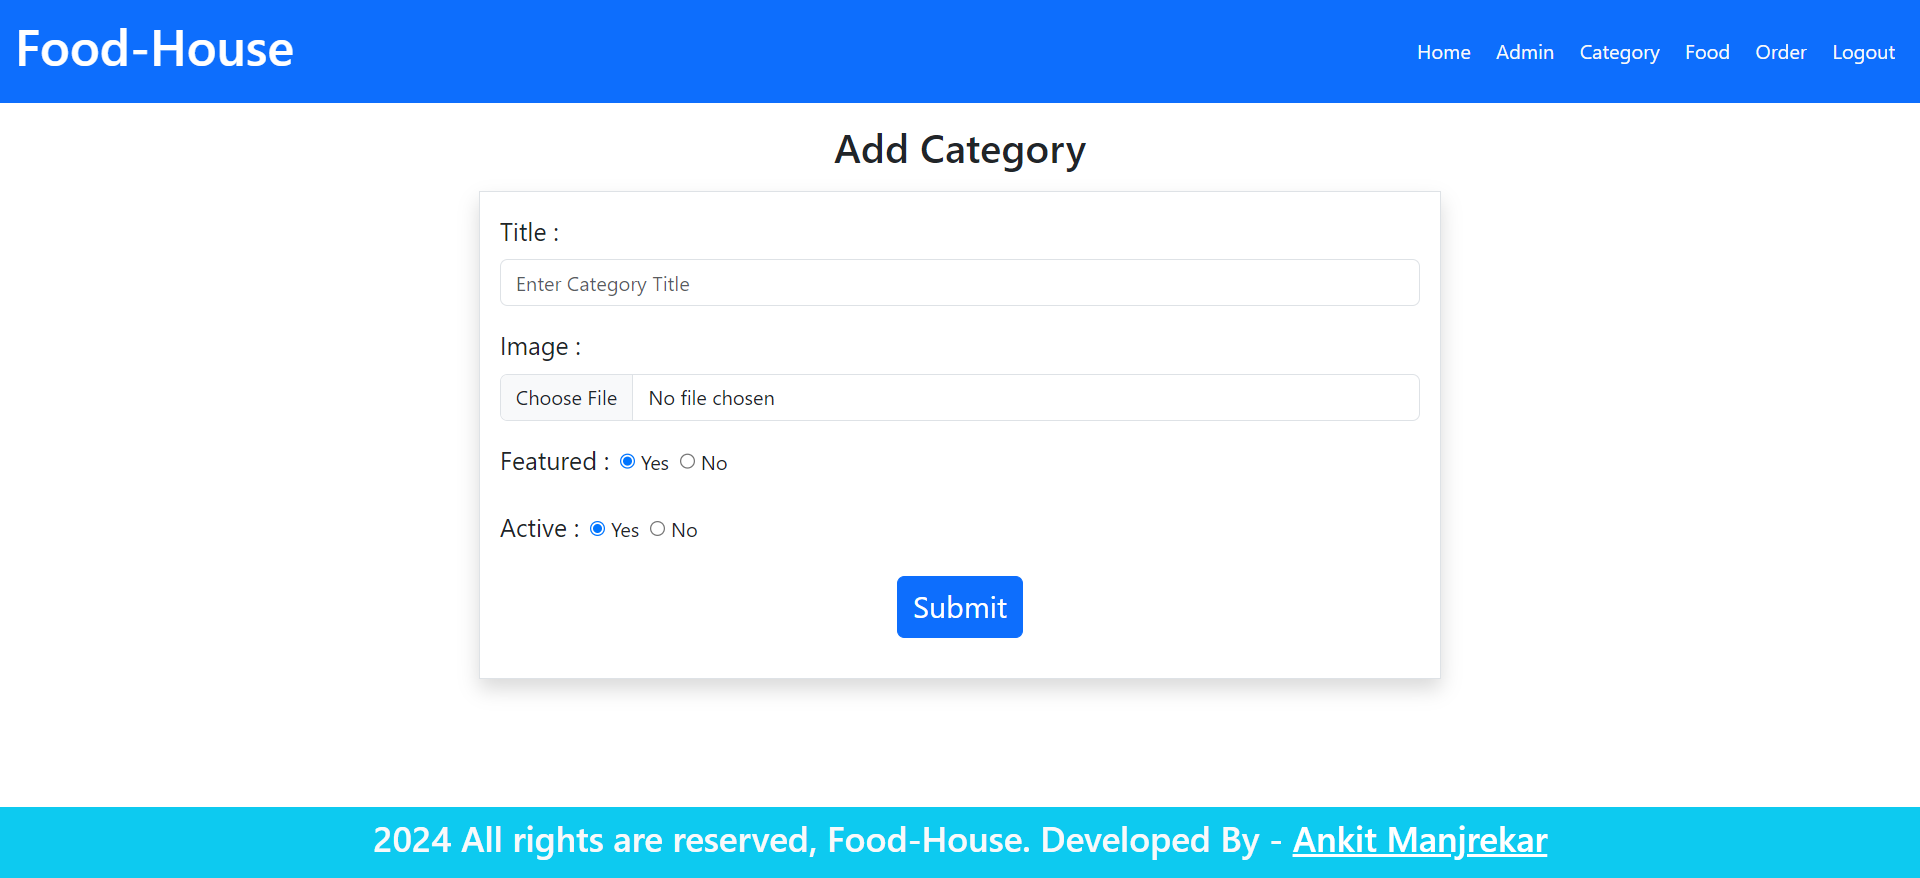 Food-House
Home Admin Category Food Order Logout
Add Category
Title :
Enter Category Title
Image :
Choose File No file chosen
Featured : Yes No
Active : Yes No
Submit
2024 All rights are reserved, Food-House. Developed By - Ankit Manjrekar